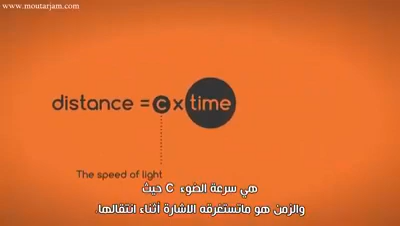 www.moutarjam.com
distance = c x time
The speed of light
هي سرعة الضوء C حيث
والزمن هو ماتستغرقه الاشارة أثناء انتقالها.